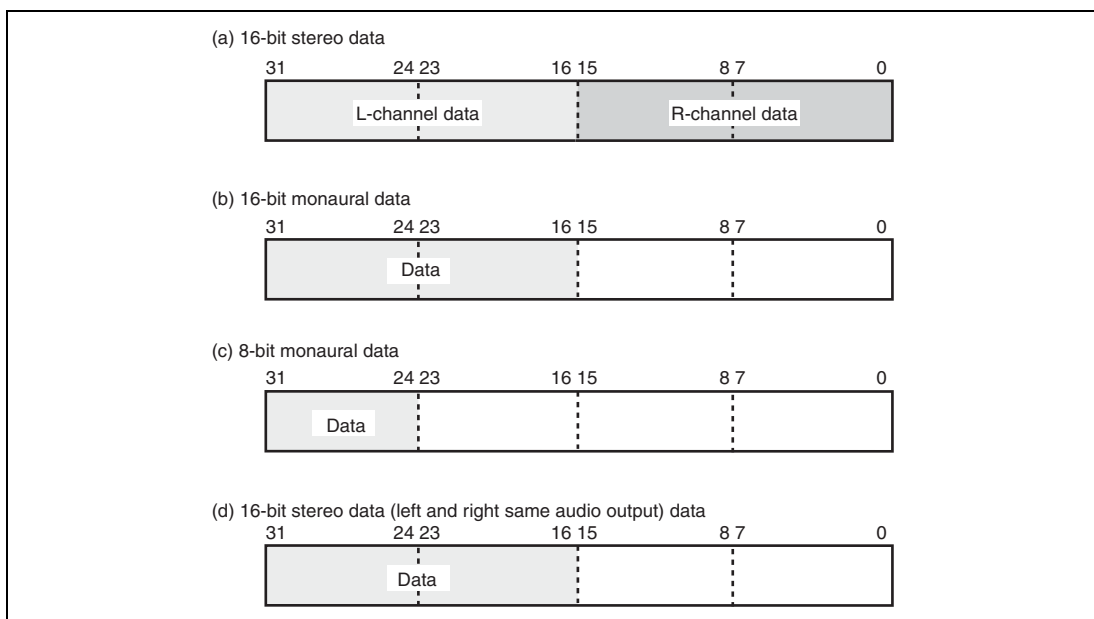 (a) 16-bit stereo data
31 24 23 16 15 8 7 0
L-channel data R-channel data
(b) 16-bit monaural data
31 24 23 16 15 8 7 0
Data
(c) 8-bit monaural data
31 24 23 16 15 8 7 0
Data
(d) 16-bit stereo data (left and right same audio output) data
31 24 23 16 15 8 7 0
Data